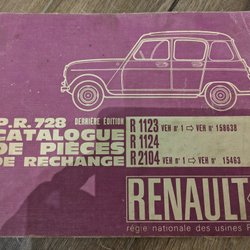 P.R. 728 DERNIÈRE ÉDITION
CATALOGUE
DE PIÈCES
DE RECHANGE
R 1123 VEH n° 1 ⇨ VEH n° 158638
R 1124
R 2104 VEH n° 1 ⇨ n° 15463
RENAULT
régie nationale des usines